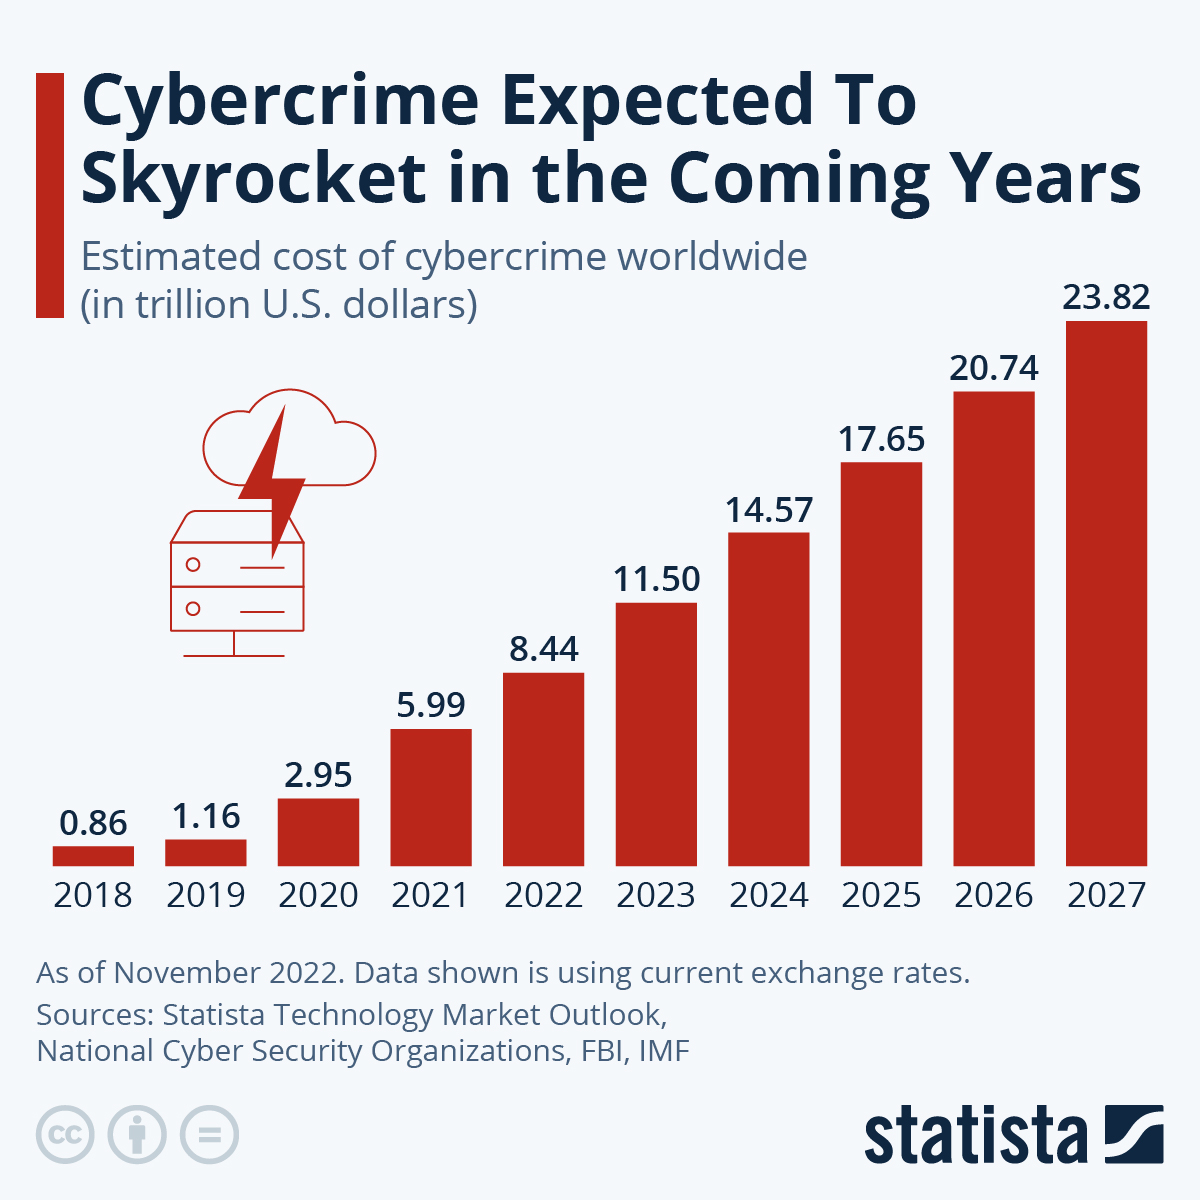 Cybercrime Expected To
Skyrocket in the Coming Years
Estimated cost of cybercrime worldwide
(in trillion U.S. dollars)
0.86
1.16
2.95
5.99
8.44
11.50
14.57
17.65
20.74
23.82
2018 2019 2020 2021 2022 2023 2024 2025 2026 2027
As of November 2022. Data shown is using current exchange rates.
Sources: Statista Technology Market Outlook,
National Cyber Security Organizations, FBI, IMF
cc
statista